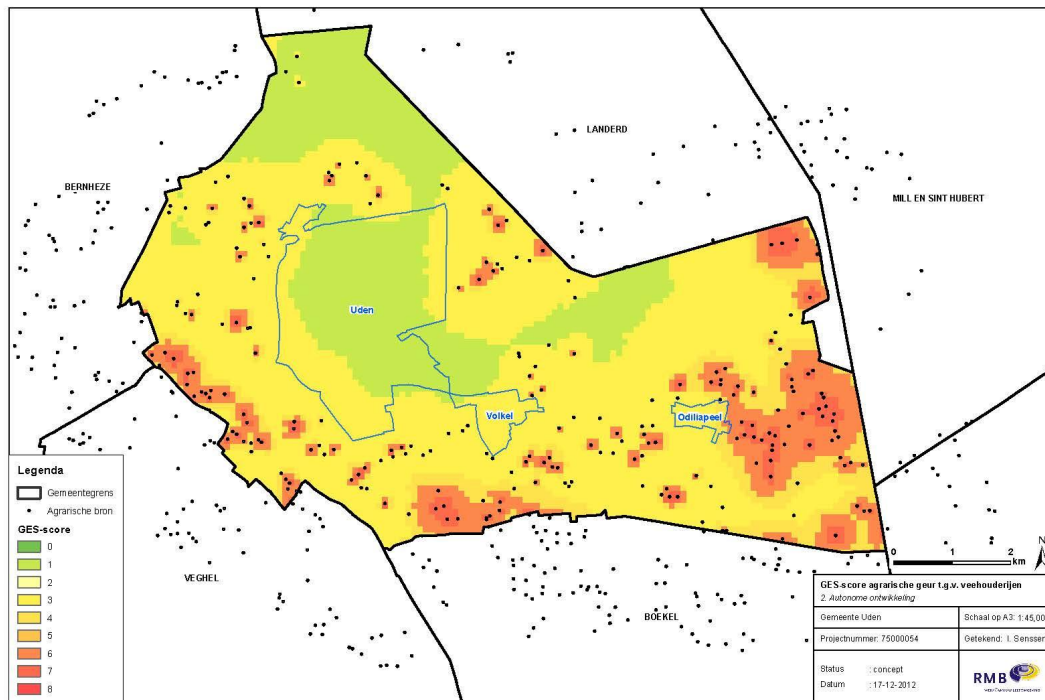 LANDERD
BERNHEZE
MILL EN SINT HUBERT
Uden
Volkel
Odiliapeel
VEGHEL
BOEKEL
Legenda
Gemeentegrens
Agrarische bron
GES-score
0
1
2
3
4
5
6
7
8
N
0 1 2
km
GES-score agrarische geur t.g.v. veehouderijen
2. Autonome ontwikkeling
Gemeente Uden
Schaal op A3: 1:45,00
Projectnummer: 75000054
Getekend: I. Senssen
Status : concept
Datum : 17-12-2012
RMB